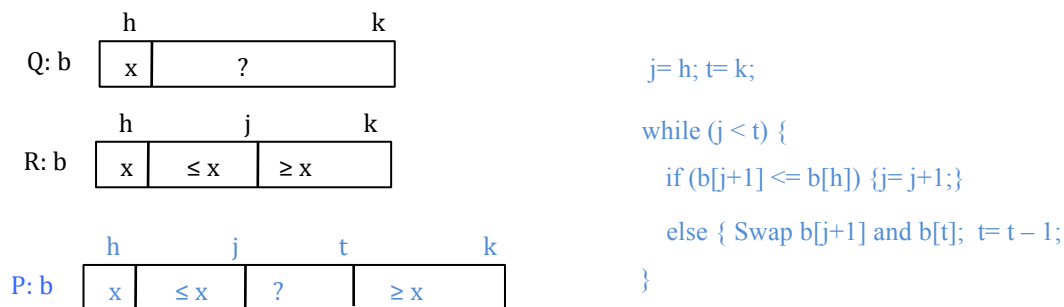 h k
Q: b x ?
h j k
R: b x ≤ x ≥ x
h j t k
P: b x ≤ x ? ≥ x
j= h; t= k;
while (j < t) {
if (b[j+1] <= b[h]) {j= j+1;}
else { Swap b[j+1] and b[t]; t= t – 1;
}